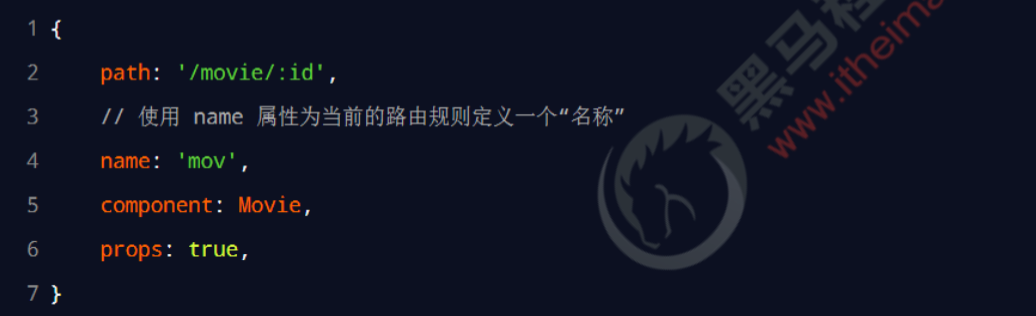 1 {
2 path: '/movie/:id',
3 // 使用 name 属性为当前的路由规则定义一个“名称”
4 name: 'mov',
5 component: Movie,
6 props: true,
7 }
黑马程
www.itheima